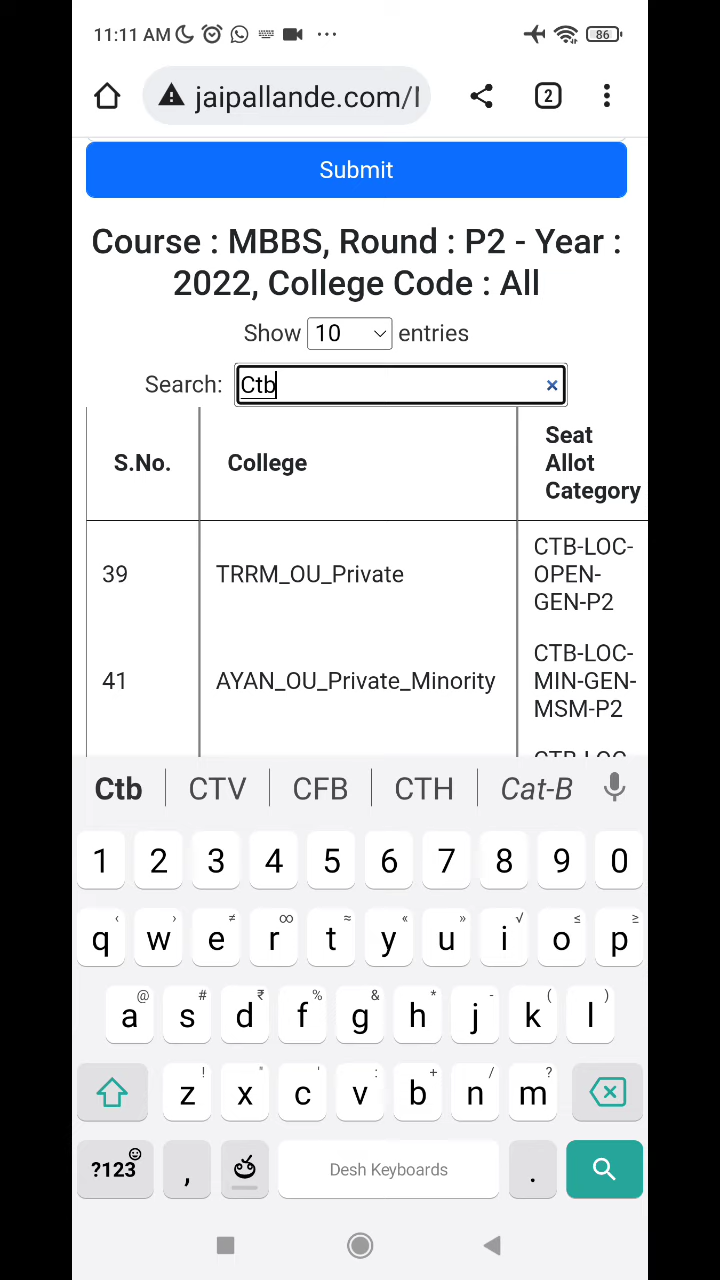 11:11 AM 86
jaipallande.com/I 2
Submit
Course : MBBS, Round : P2 - Year :
2022, College Code : All
Show 10 entries
Search: Ctb ×
S.No. College Seat
Allot
Category
39 TRRM_OU_Private CTB-LOC-
OPEN-
GEN-P2
41 AYAN_OU_Private_Minority CTB-LOC-
MIN-GEN-
MSM-P2
Ctb CTV CFB CTH Cat-B
1 2 3 4 5 6 7 8 9 0
q w e r t y u i o p
a s d f g h j k l
z x c v b n m
?123 , Desh Keyboards .